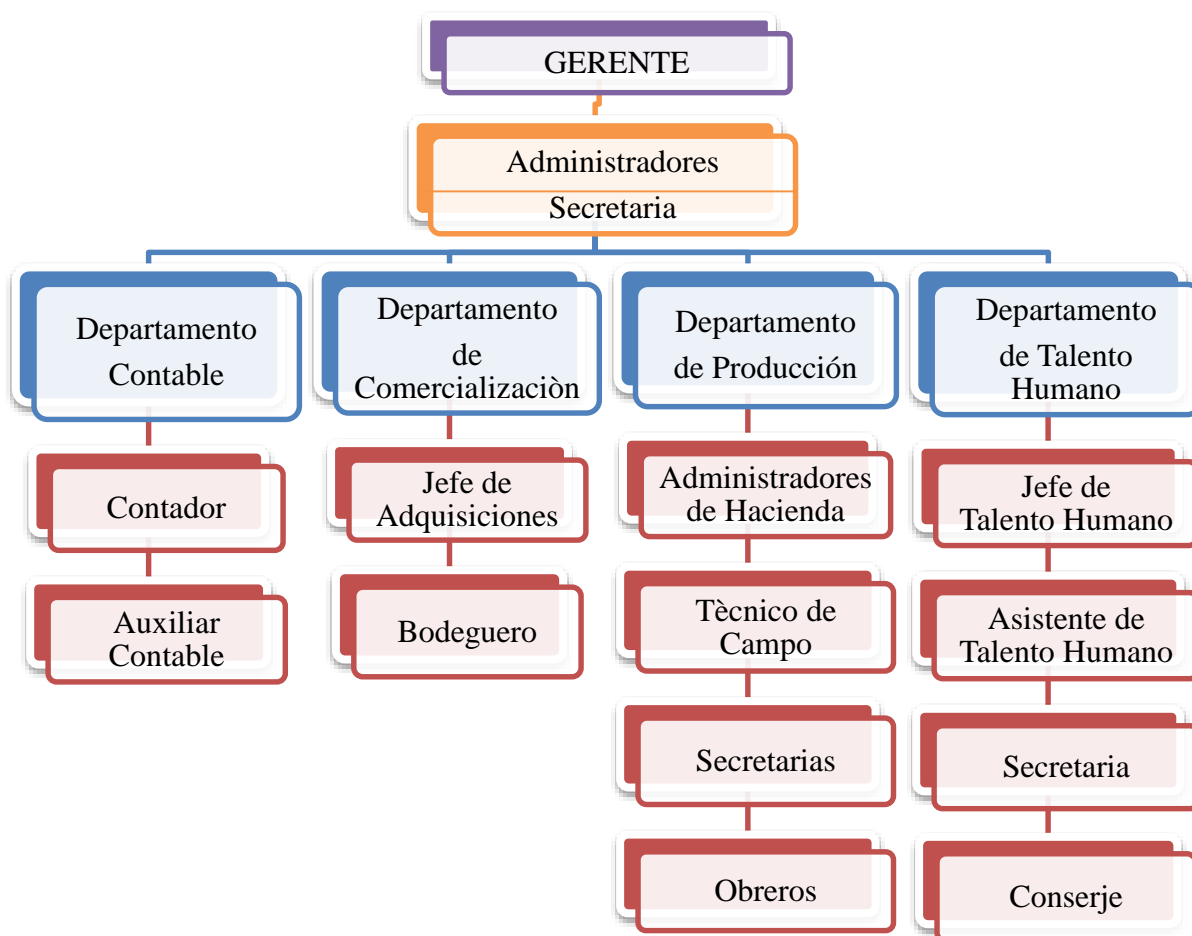 GERENTE
Administradores
Secretaria
Departamento
Contable
Departamento
de
Comercializaciòn
Departamento
de Producción
Departamento
de Talento
Humano
Contador
Auxiliar
Contable
Jefe de
Adquisiciones
Bodeguero
Administradores
de Hacienda
Tècnico de
Campo
Secretarias
Obreros
Jefe de
Talento Humano
Asistente de
Talento Humano
Secretaria
Conserje